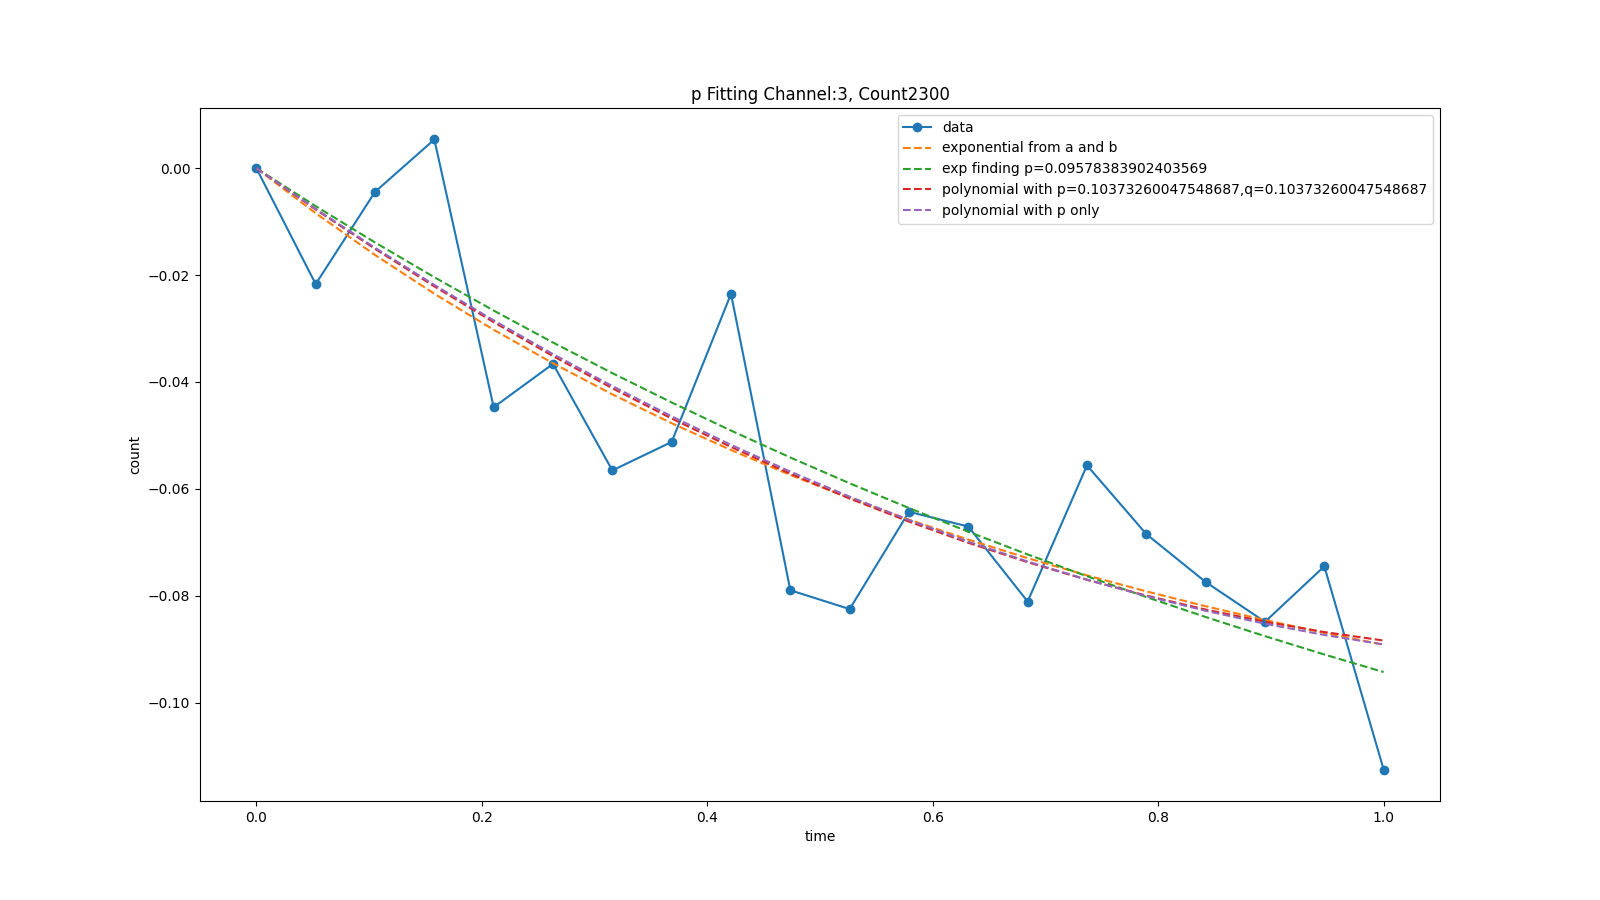 p Fitting Channel:3, Count2300
data
exponential from a and b
exp finding p=0.09578383902403569
polynomial with p=0.10373260047548687,q=0.10373260047548687
polynomial with p only
0.00
−0.02
−0.04
−0.06
−0.08
−0.10
count
0.0 0.2 0.4 0.6 0.8 1.0
time